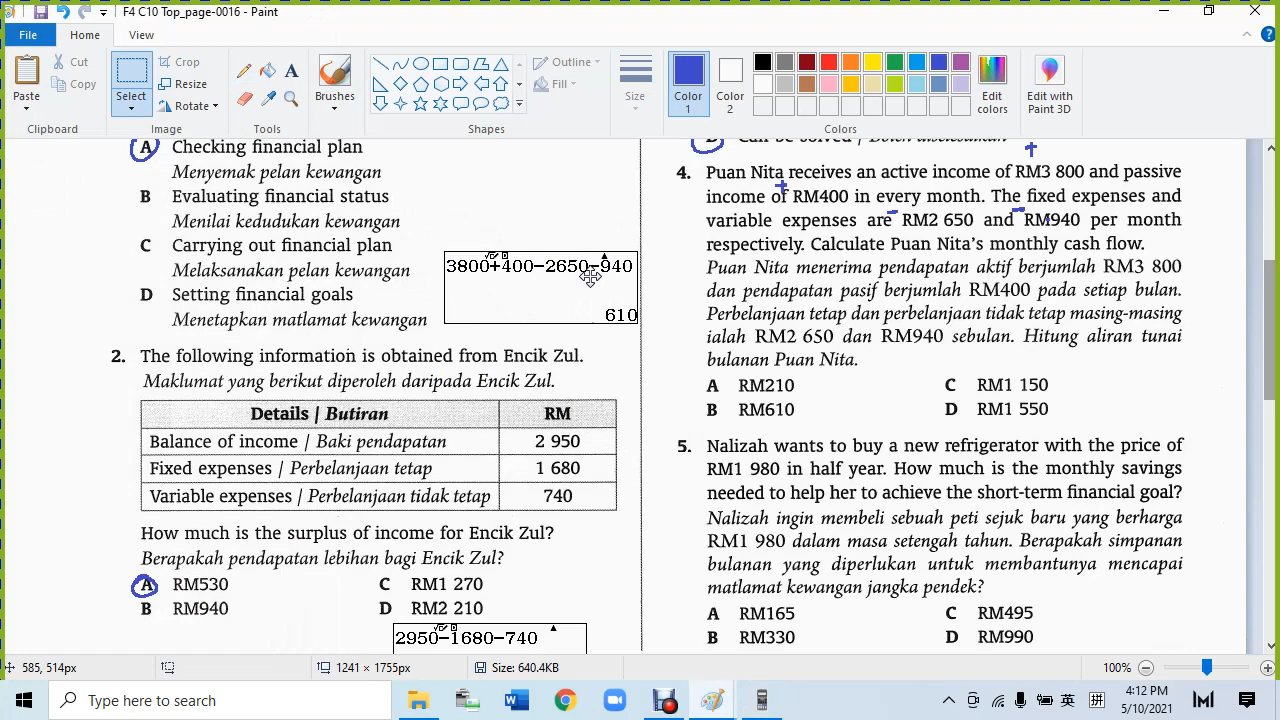 F4 C10 Top_page-0016 - Paint
File
Home
View
Paste
Cut
Copy
Clipboard
Select
Crop
Resize
Rotate
Image
Tools
Brushes
Shapes
Outline
Fill
Size
Color 1
Color 2
Edit colors
Colors
Edit with Paint 3D
A Checking financial plan
Menyemak pelan kewangan
B Evaluating financial status
Menilai kedudukan kewangan
C Carrying out financial plan
Melaksanakan pelan kewangan
D Setting financial goals
Menetapkan matlamat kewangan
3800+400−2650−940
610
2. The following information is obtained from Encik Zul.
Maklumat yang berikut diperoleh daripada Encik Zul.
Details | Butiran RM
Balance of income | Baki pendapatan 2 950
Fixed expenses | Perbelanjaan tetap 1 680
Variable expenses | Perbelanjaan tidak tetap 740
How much is the surplus of income for Encik Zul?
Berapakah pendapatan lebihan bagi Encik Zul?
A RM530 C RM1 270
B RM940 D RM2 210
2950−1680−740
Can be solved | Boleh diselesaikan
+
4. Puan Nita receives an active income of RM3 800 and passive
+
income of RM400 in every month. The fixed expenses and
variable expenses are RM2 650 and RM940 per month
respectively. Calculate Puan Nita's monthly cash flow.
Puan Nita menerima pendapatan aktif berjumlah RM3 800
dan pendapatan pasif berjumlah RM400 pada setiap bulan.
Perbelanjaan tetap dan perbelanjaan tidak tetap masing-masing
ialah RM2 650 dan RM940 sebulan. Hitung aliran tunai
bulanan Puan Nita.
A RM210 C RM1 150
B RM610 D RM1 550
5. Nalizah wants to buy a new refrigerator with the price of
RM1 980 in half year. How much is the monthly savings
needed to help her to achieve the short-term financial goal?
Nalizah ingin membeli sebuah peti sejuk baru yang berharga
RM1 980 dalam masa setengah tahun. Berapakah simpanan
bulanan yang diperlukan untuk membantunya mencapai
matlamat kewangan jangka pendek?
A RM165 C RM495
B RM330 D RM990
585, 514px
1241 × 1755px
Size: 640.4KB
100%
Type here to search
英
拼
4:12 PM
5/10/2021